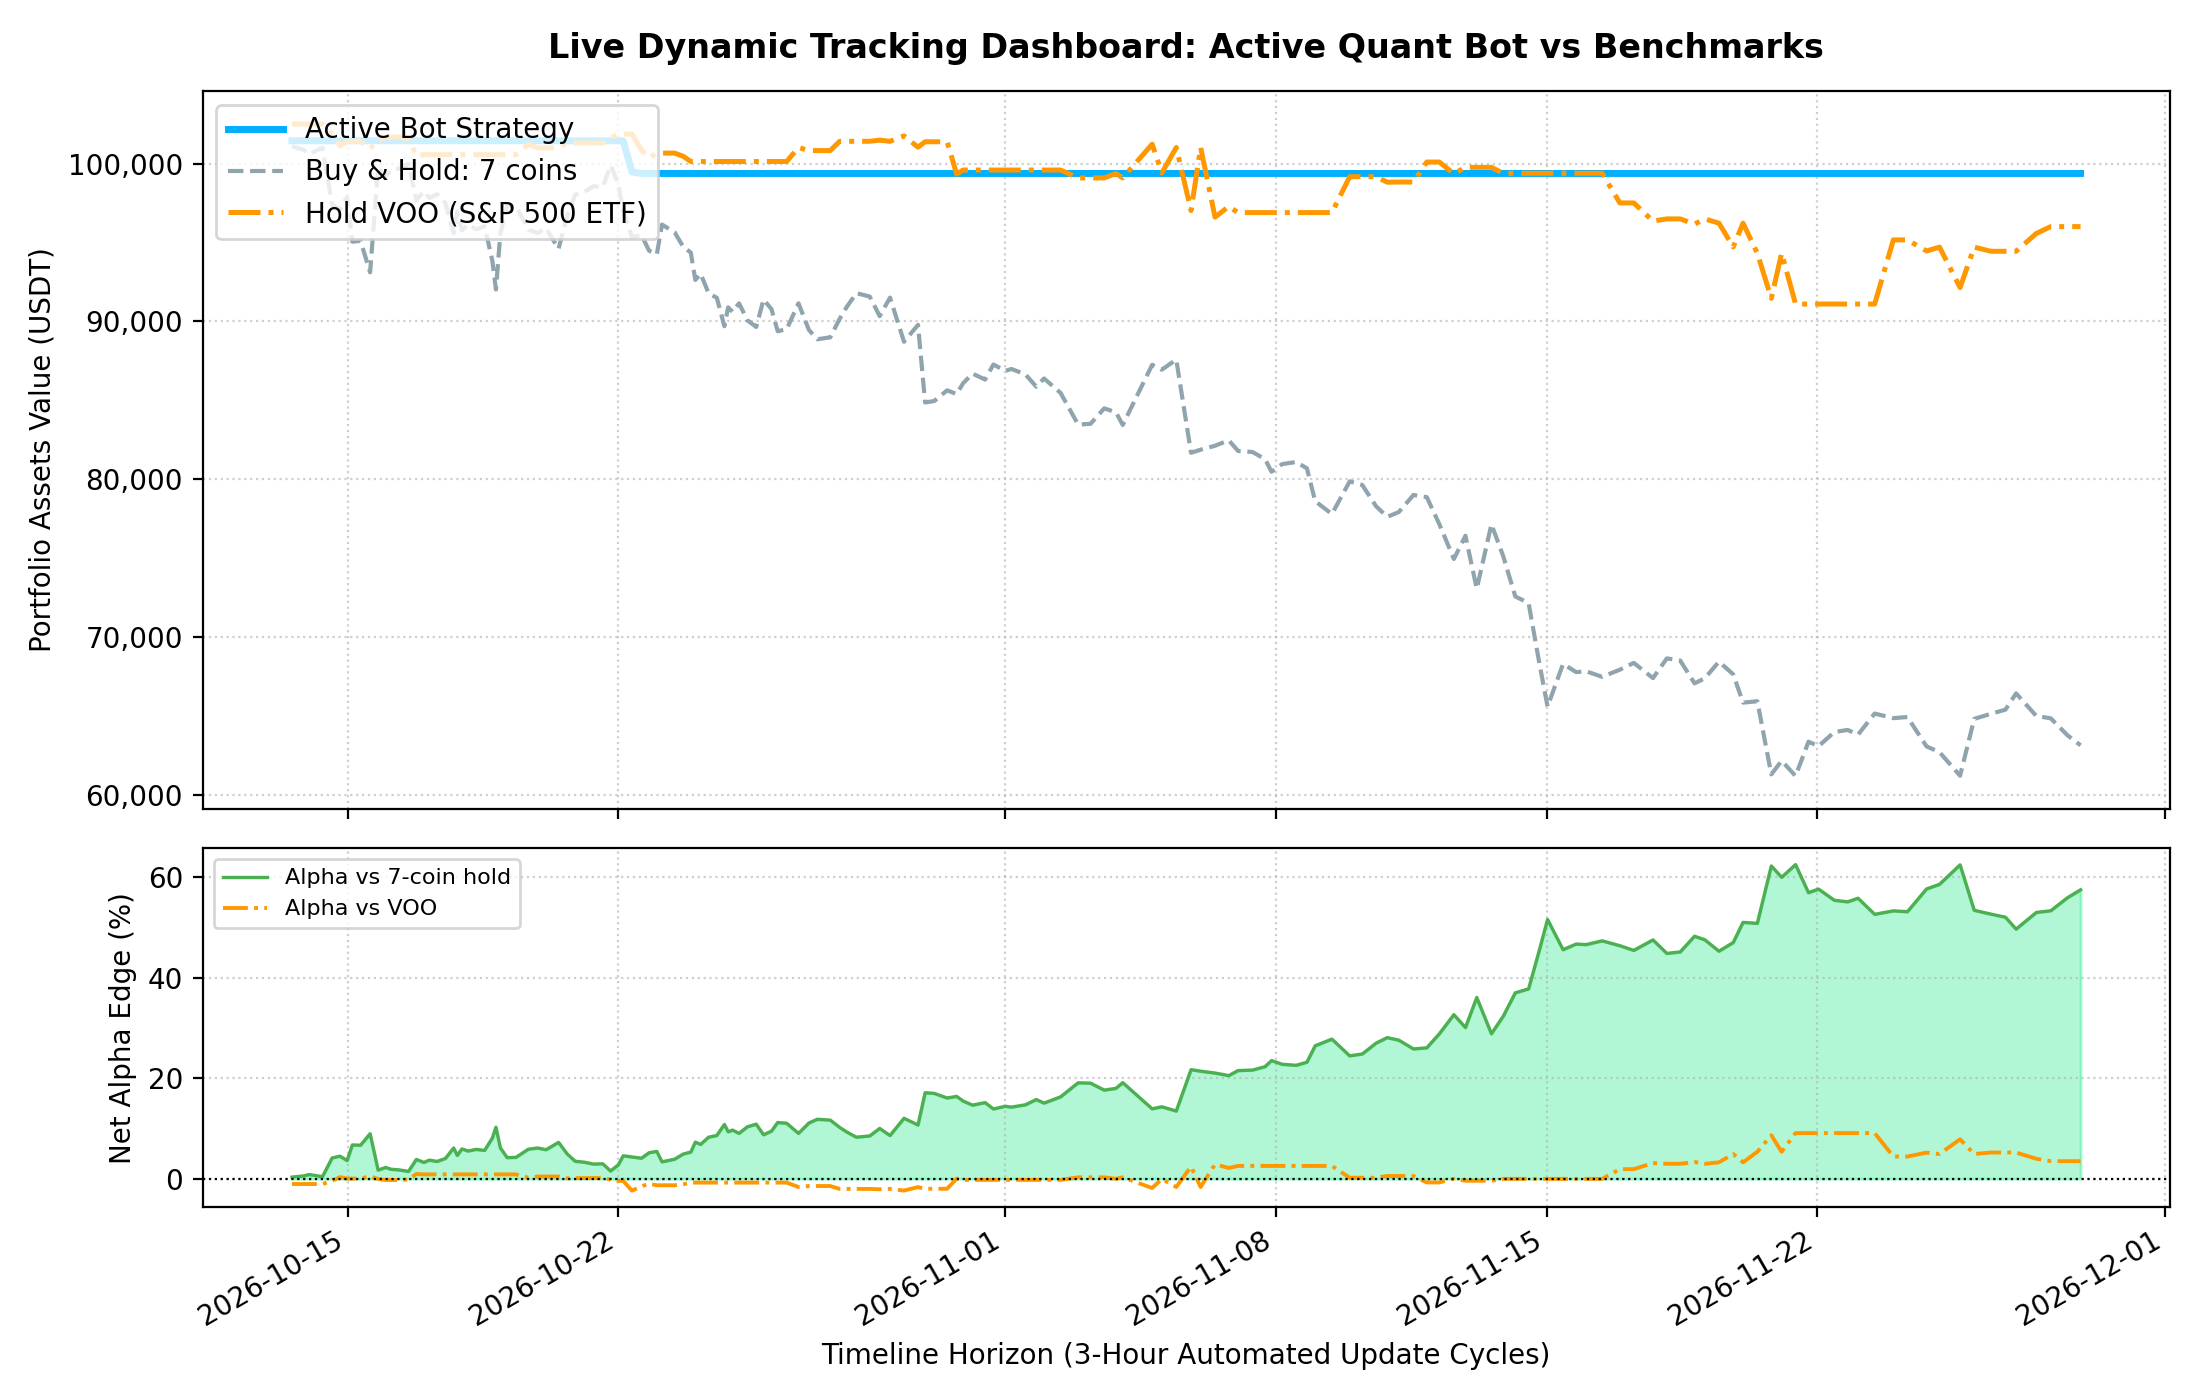 Live Dynamic Tracking Dashboard: Active Quant Bot vs Benchmarks
Active Bot Strategy
Buy & Hold: 7 coins
Hold VOO (S&P 500 ETF)
Portfolio Assets Value (USDT)
100,000
90,000
80,000
70,000
60,000
Alpha vs 7-coin hold
Alpha vs VOO
Net Alpha Edge (%)
60
40
20
0
2026-10-15
2026-10-22
2026-11-01
2026-11-08
2026-11-15
2026-11-22
2026-12-01
Timeline Horizon (3-Hour Automated Update Cycles)